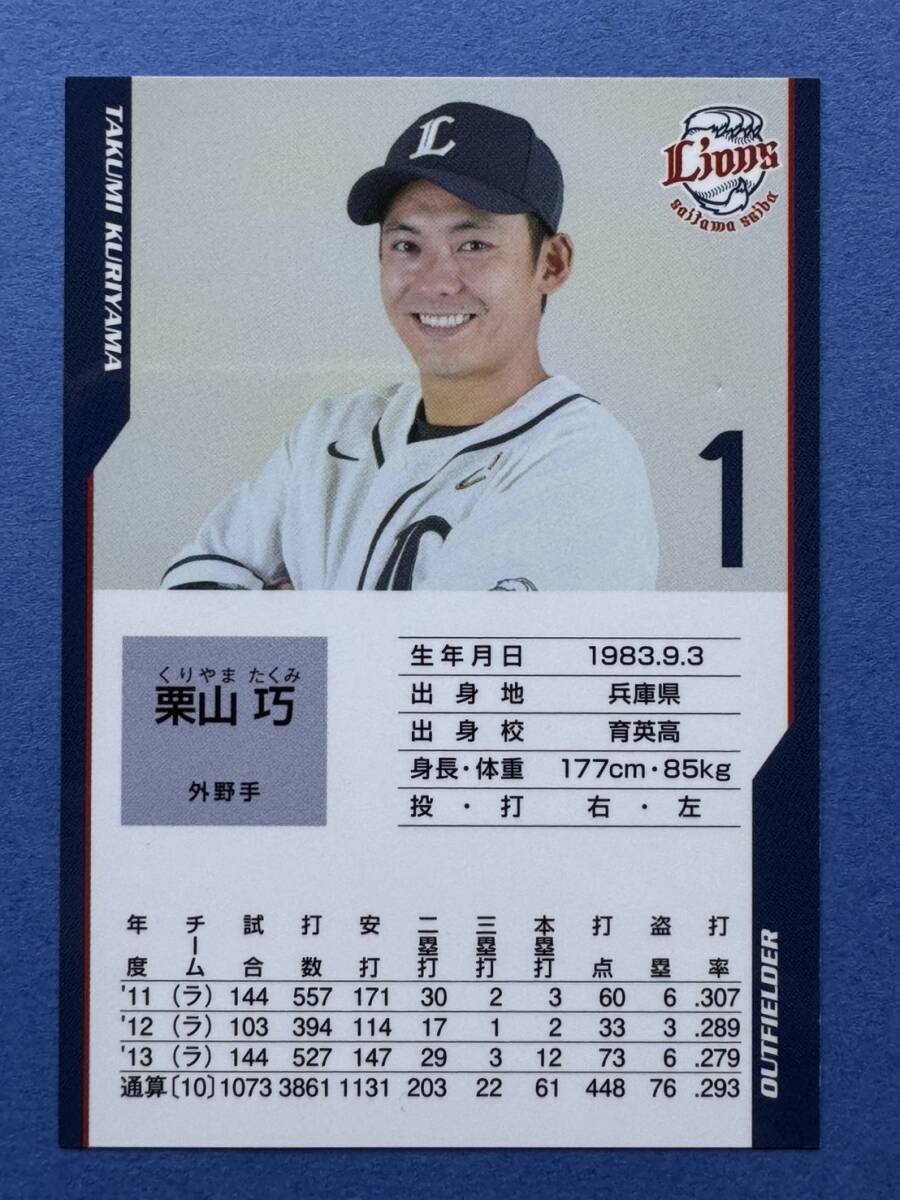 TAKUMI KURIYAMA
L
Lions
saitama seibu
1
くりやま たくみ
栗山 巧
外野手
生年月日 1983.9.3
出身地 兵庫県
出身校 育英高
身長・体重 177cm・85kg
投・打 右・左
年度 チーム 試合 打数 安打 二塁打 三塁打 本塁打 打点 盗塁 打率
'11 (ラ) 144 557 171 30 2 3 60 6 .307
'12 (ラ) 103 394 114 17 1 2 33 3 .289
'13 (ラ) 144 527 147 29 3 12 73 6 .279
通算〔10〕1073 3861 1131 203 22 61 448 76 .293
OUTFIELDER